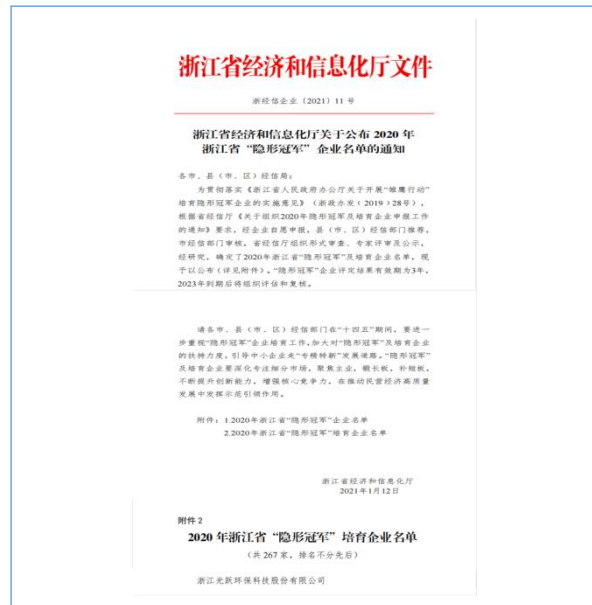 浙江省经济和信息化厅文件
浙经信企业〔2021〕11 号
浙江省经济和信息化厅关于公布 2020 年
浙江省“隐形冠军”企业名单的通知
各市、县（市、区）经信局：
为贯彻落实《浙江省人民政府办公厅关于开展“雏鹰行动”
培育隐形冠军企业的实施意见》（浙政办发〔2019〕28号），
根据省经信厅《关于组织2020年隐形冠军及培育企业申报工作
的通知》要求，经企业自愿申报，县（市、区）经信部门推荐，
市经信部门审核，省经信厅组织形式审查、专家评审及公示，
经研究，确定了2020年浙江省“隐形冠军”及培育企业名单，现
予以公布（详见附件）。“隐形冠军”企业评定结果有效期为3年，
2023年到期后将组织评估和复核。
请各市、县（市、区）经信部门在“十四五”期间，要进一
步重视“隐形冠军”企业培育工作，加大对“隐形冠军”及培育企业
的扶持力度，引导中小企业走“专精特新”发展道路。“隐形冠军”
及培育企业要深化专注细分市场，聚焦主业，锻长板，补短板，
不断提升创新能力，增强核心竞争力，在推动民营经济高质量
发展中发挥示范引领作用。
附件：1.2020年浙江省“隐形冠军”企业名单
2.2020年浙江省“隐形冠军”培育企业名单
浙江省经济和信息化厅
2021年1月12日
附件 2
2020 年浙江省“隐形冠军”培育企业名单
（共 267 家，排名不分先后）
浙江光跃环保科技股份有限公司